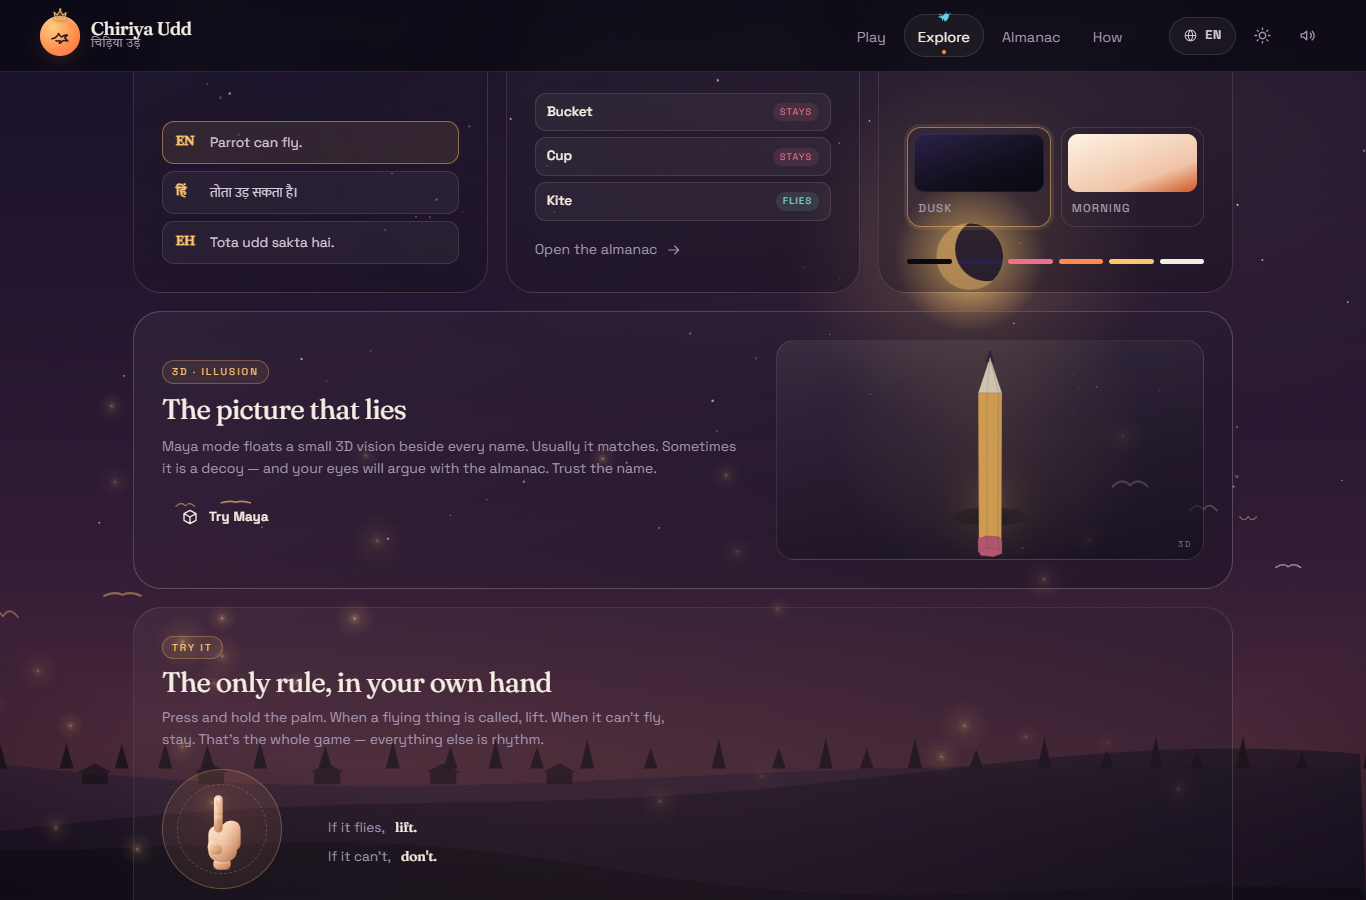 Chiriya Udd
चिड़िया उड़
Play
Explore
Almanac
How
EN
EN Parrot can fly.
हिं तोता उड़ सकता है।
EH Tota udd sakta hai.
Bucket STAYS
Cup STAYS
Kite FLIES
Open the almanac →
DUSK
MORNING
3D · ILLUSION
The picture that lies
Maya mode floats a small 3D vision beside every name. Usually it matches. Sometimes
it is a decoy — and your eyes will argue with the almanac. Trust the name.
Try Maya
3D
TRY IT
The only rule, in your own hand
Press and hold the palm. When a flying thing is called, lift. When it can't fly,
stay. That's the whole game — everything else is rhythm.
If it flies, lift.
If it can't, don't.